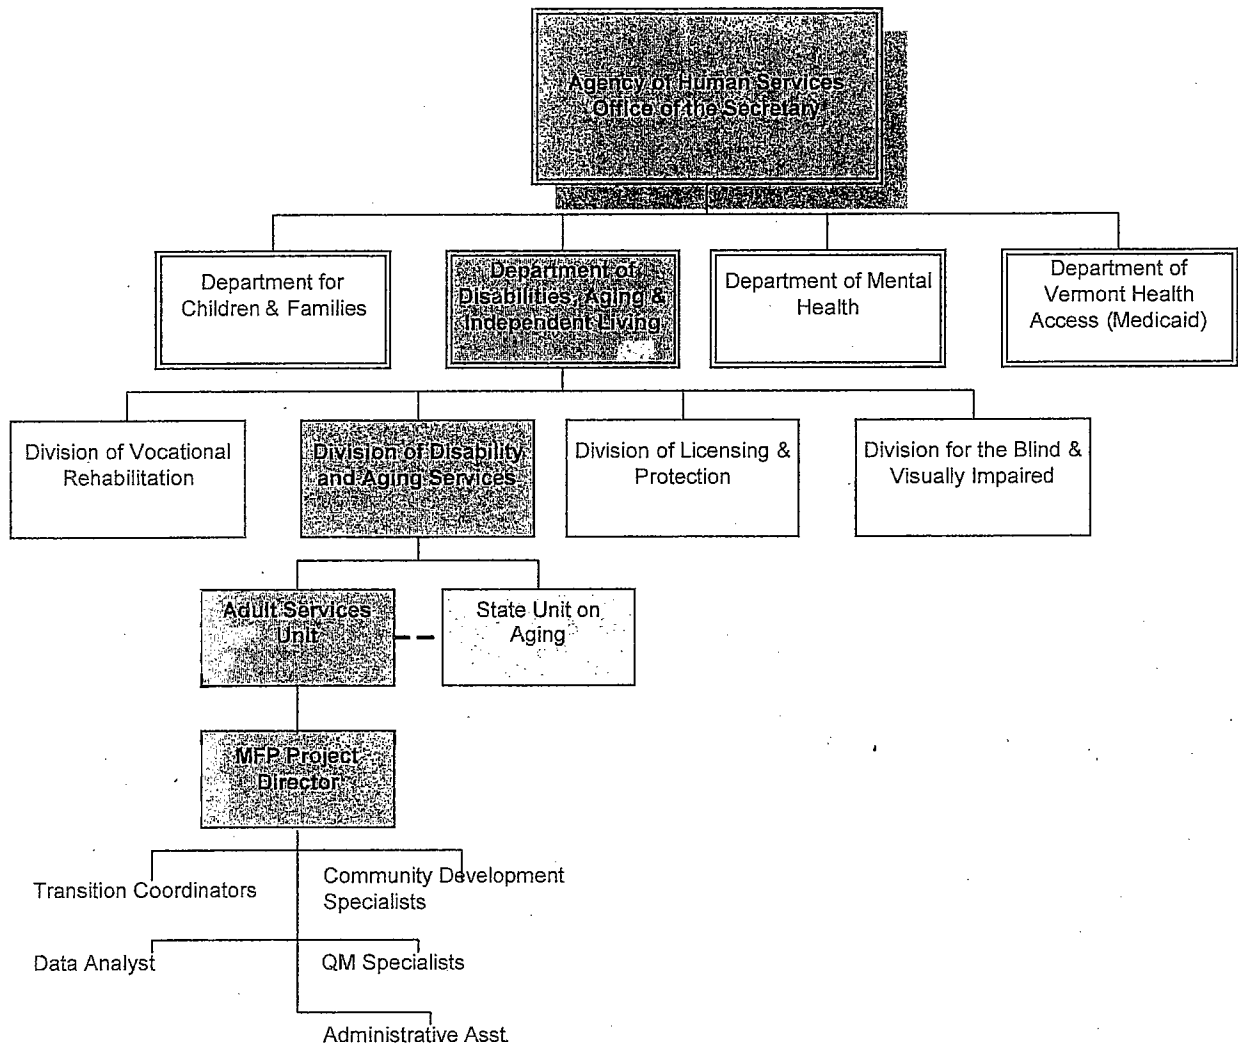 Agency of Human Services
Office of the Secretary
Department for
Children & Families
Department of
Disabilities, Aging &
Independent Living
Department of Mental
Health
Department of
Vermont Health
Access (Medicaid)
Division of Vocational
Rehabilitation
Division of Disability
and Aging Services
Division of Licensing &
Protection
Division for the Blind &
Visually Impaired
Adult Services
Unit
State Unit on
Aging
MFP Project
Director
Transition Coordinators
Community Development
Specialists
Data Analyst
QM Specialists
Administrative Asst.